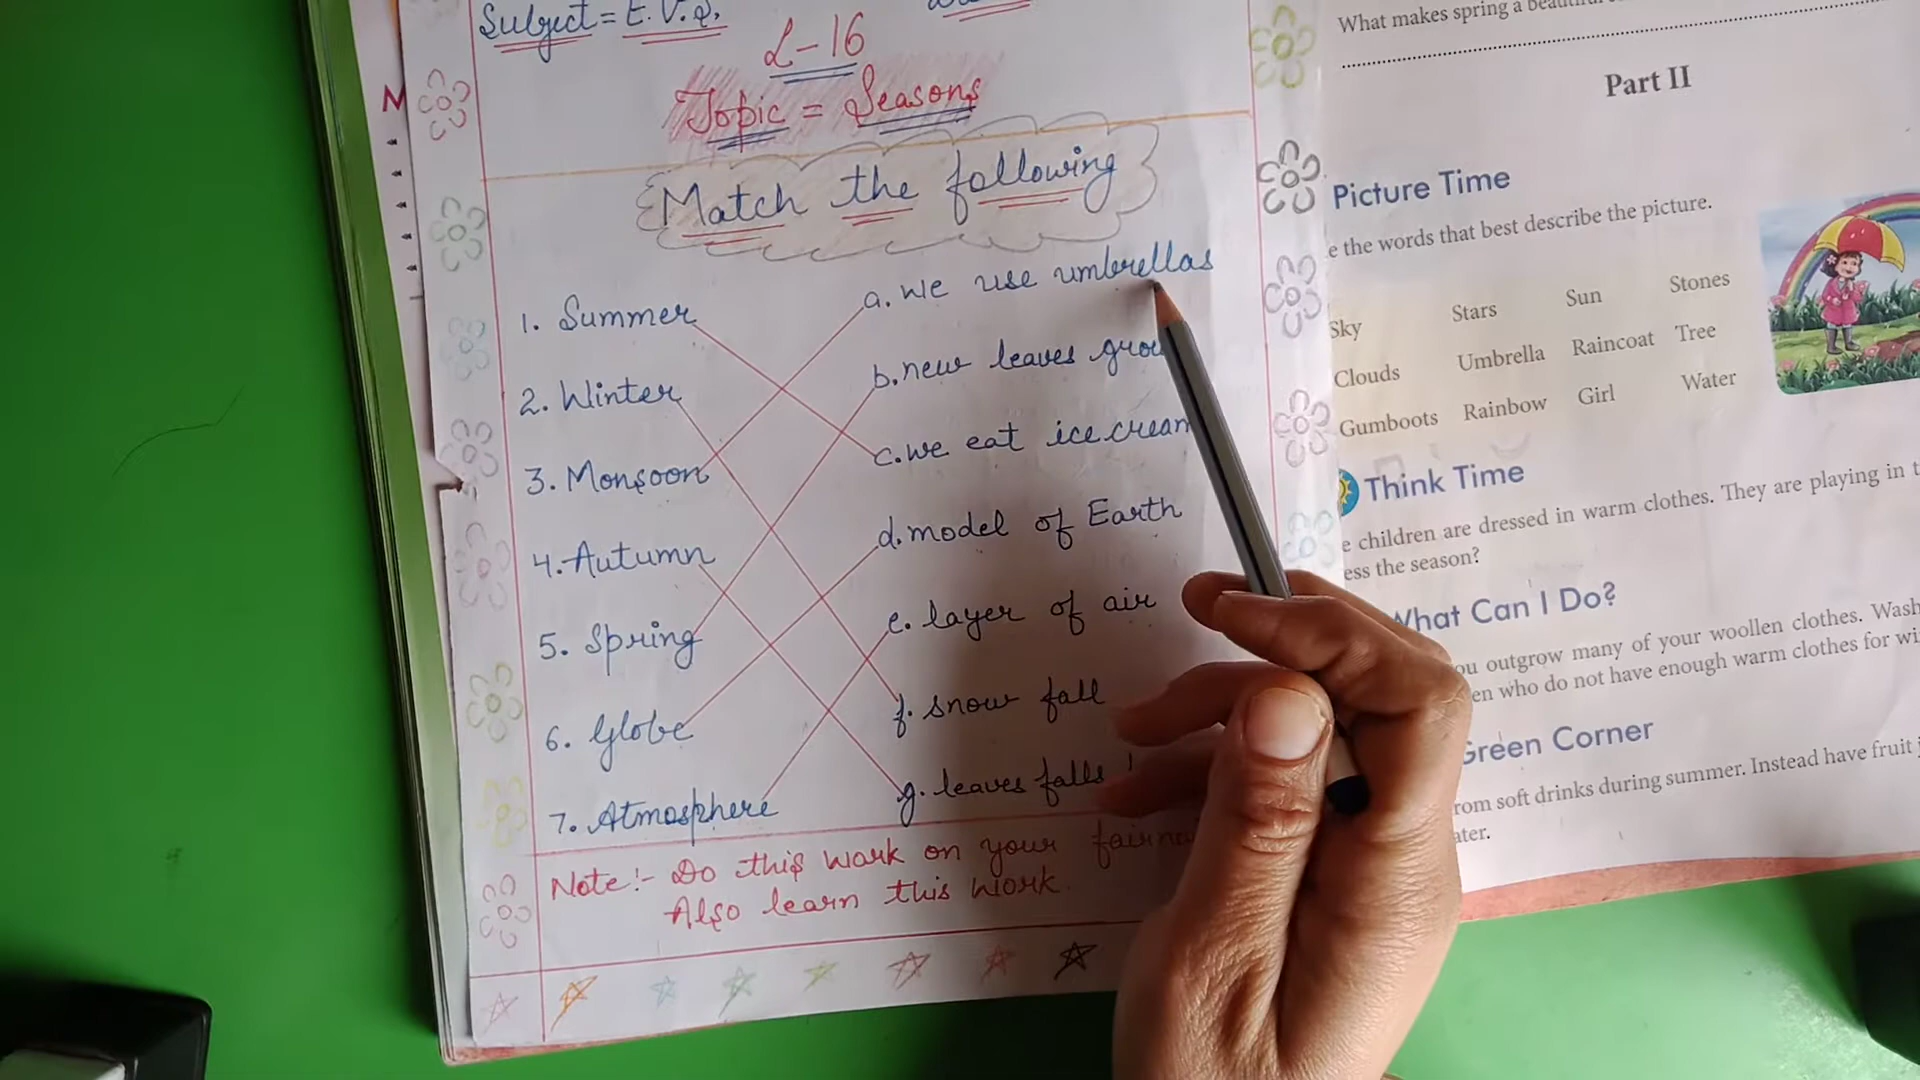 Subject = E.V.S.
L-16
Topic = Seasons
Match the following
1. Summer
2. Winter
3. Monsoon
4. Autumn
5. Spring
6. Globe
7. Atmosphere
a. we use umbrellas
b. new leaves grow
c. we eat ice cream
d. model of Earth
e. layer of air
f. snow fall
g. leaves falls
Note:- Do this work on your
Also learn this work.
What makes spring a
Part II
Picture Time
the words that best describe the picture.
Sky Stars Sun Stones
Clouds Umbrella Raincoat Tree
Gumboots Rainbow Girl Water
Think Time
children are dressed in warm clothes. They are playing in
the season?
What Can I Do?
outgrow many of your woollen clothes. Wash
who do not have enough warm clothes for
Green Corner
soft drinks during summer. Instead have fruit